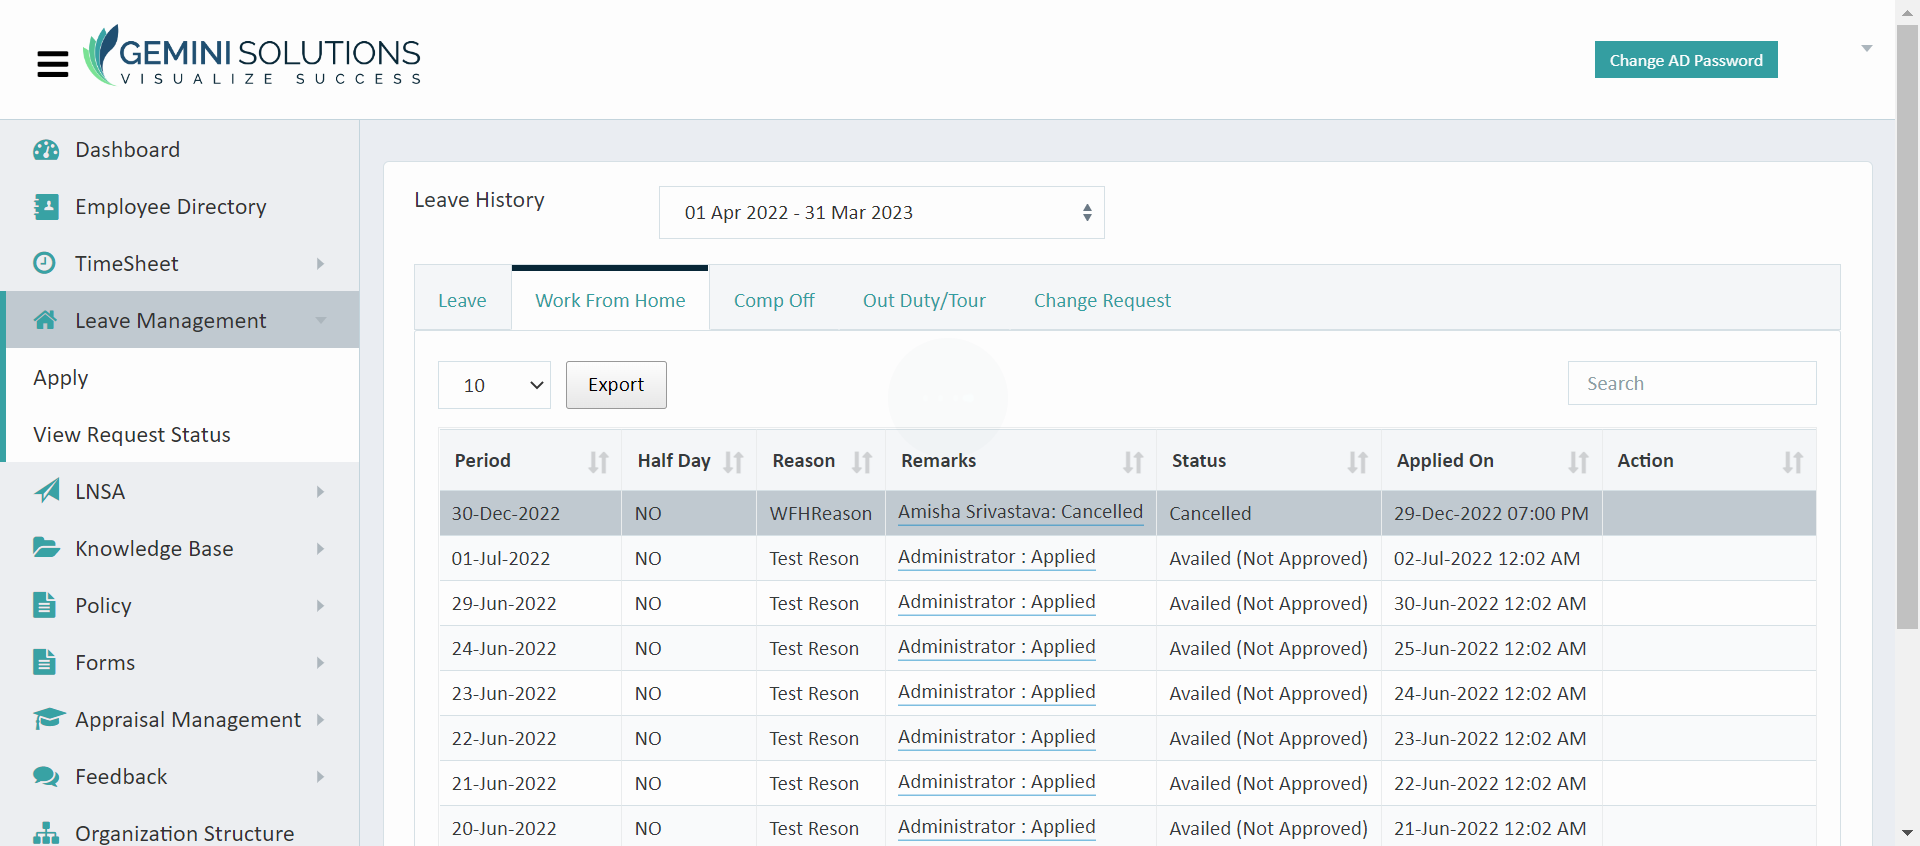 GEMINI SOLUTIONS
VISUALIZE SUCCESS
Change AD Password
Dashboard
Employee Directory
TimeSheet
Leave Management
Apply
View Request Status
LNSA
Knowledge Base
Policy
Forms
Appraisal Management
Feedback
Organization Structure
Leave History
01 Apr 2022 - 31 Mar 2023
Leave Work From Home Comp Off Out Duty/Tour Change Request
10 Export Search
Period Half Day Reason Remarks Status Applied On Action
30-Dec-2022 NO WFHReason Amisha Srivastava: Cancelled Cancelled 29-Dec-2022 07:00 PM
01-Jul-2022 NO Test Reson Administrator : Applied Availed (Not Approved) 02-Jul-2022 12:02 AM
29-Jun-2022 NO Test Reson Administrator : Applied Availed (Not Approved) 30-Jun-2022 12:02 AM
24-Jun-2022 NO Test Reson Administrator : Applied Availed (Not Approved) 25-Jun-2022 12:02 AM
23-Jun-2022 NO Test Reson Administrator : Applied Availed (Not Approved) 24-Jun-2022 12:02 AM
22-Jun-2022 NO Test Reson Administrator : Applied Availed (Not Approved) 23-Jun-2022 12:02 AM
21-Jun-2022 NO Test Reson Administrator : Applied Availed (Not Approved) 22-Jun-2022 12:02 AM
20-Jun-2022 NO Test Reson Administrator : Applied Availed (Not Approved) 21-Jun-2022 12:02 AM